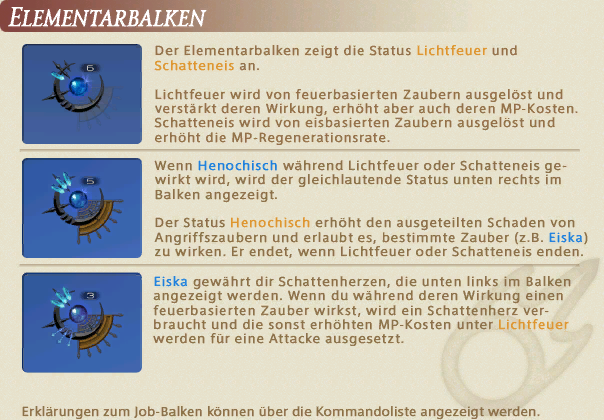 ELEMENTARBALKEN
6
Der Elementarbalken zeigt die Status Lichtfeuer und
Schatteneis an.
Lichtfeuer wird von feuerbasierten Zaubern ausgelöst und
verstärkt deren Wirkung, erhöht aber auch deren MP-Kosten.
Schatteneis wird von eisbasierten Zaubern ausgelöst und
erhöht die MP-Regenerationsrate.
5
Wenn Henochisch während Lichtfeuer oder Schatteneis ge-
wirkt wird, wird der gleichlautende Status unten rechts im
Balken angezeigt.
Der Status Henochisch erhöht den ausgeteilten Schaden von
Angriffszaubern und erlaubt es, bestimmte Zauber (z.B. Eiska)
zu wirken. Er endet, wenn Lichtfeuer oder Schatteneis enden.
3
Eiska gewährt dir Schattenherzen, die unten links im Balken
angezeigt werden. Wenn du während deren Wirkung einen
feuerbasierten Zauber wirkst, wird ein Schattenherz ver-
braucht und die sonst erhöhten MP-Kosten unter Lichtfeuer
werden für eine Attacke ausgesetzt.
Erklärungen zum Job-Balken können über die Kommandoliste angezeigt werden.